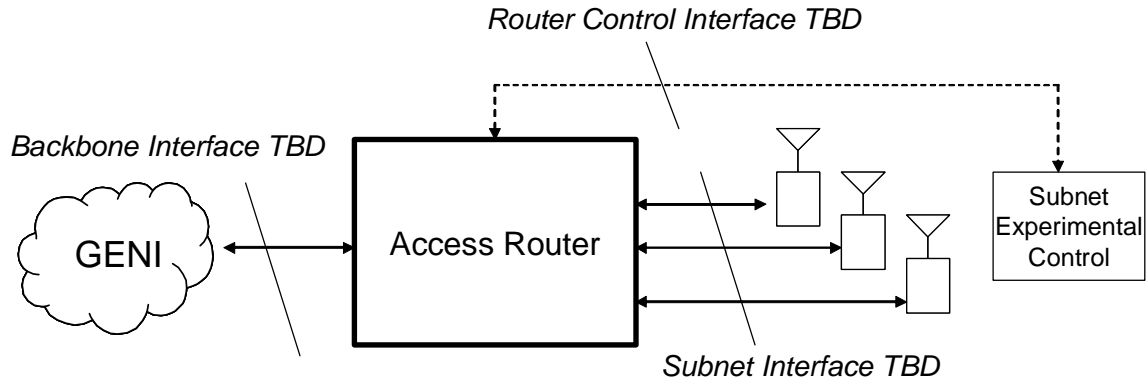 Router Control Interface TBD
Backbone Interface TBD
GENI
Access Router
Subnet
Experimental
Control
Subnet Interface TBD